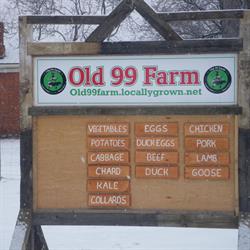 Old 99 Farm
Old99farm.locallygrown.net
VEGETABLES EGGS CHICKEN
POTATOES DUCK EGGS PORK
CABBAGE BEEF LAMB
CHARD DUCK GOOSE
KALE
COLLARDS